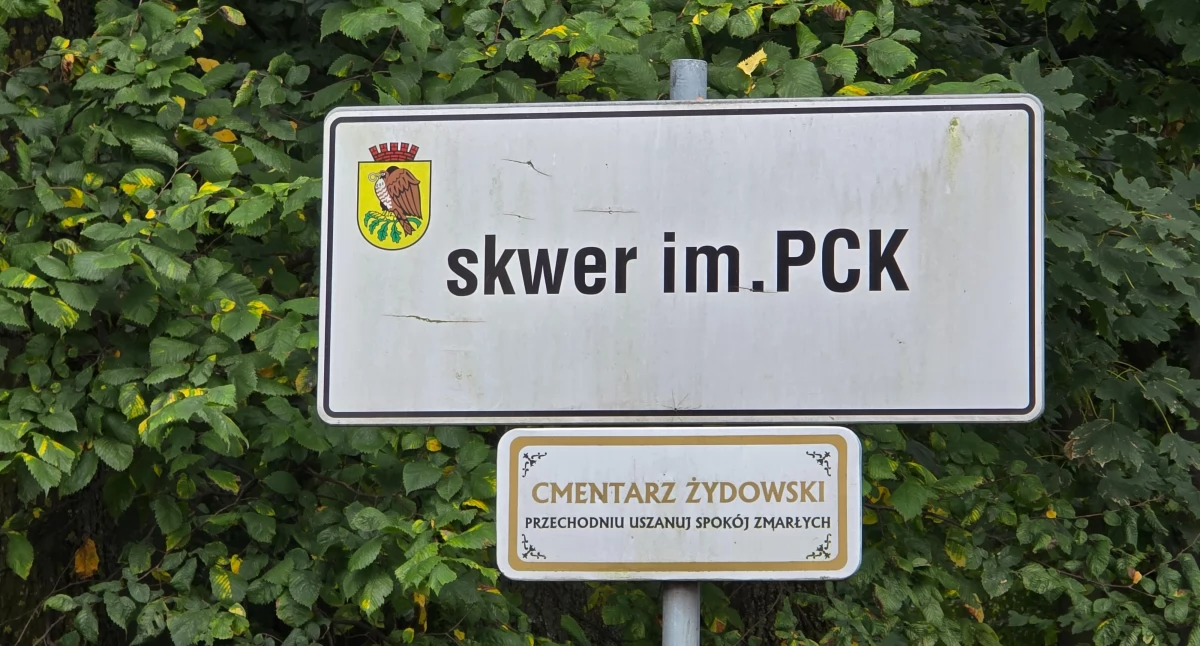 skwer im.PCK
CMENTARZ ŻYDOWSKI
PRZECHODNIU USZANUJ SPOKÓJ ZMARŁYCH